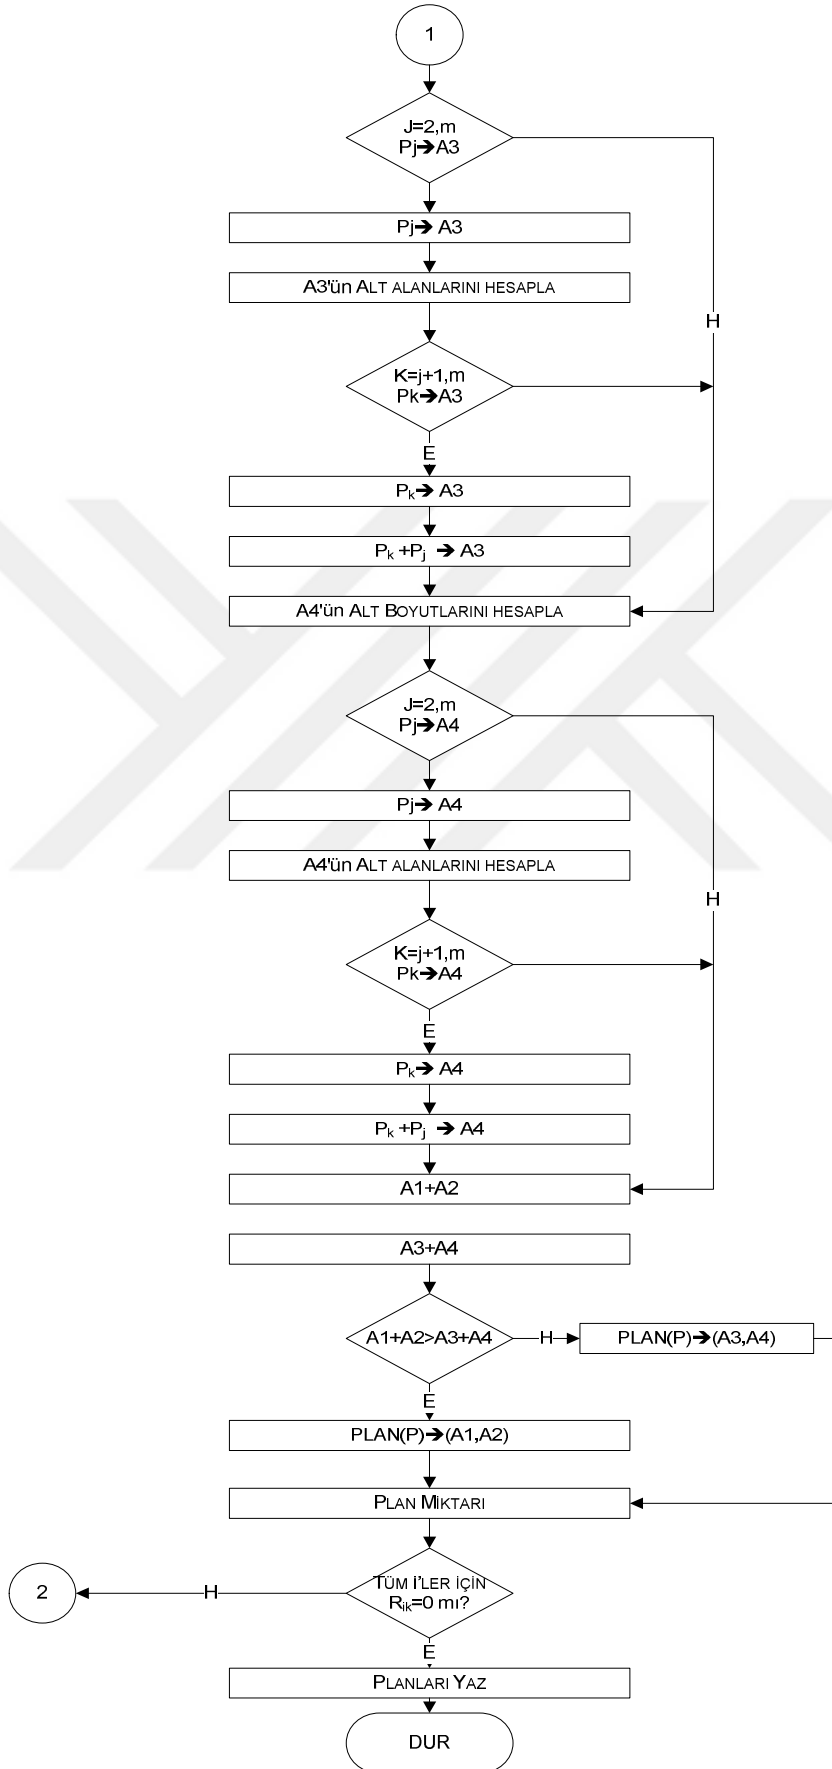 1
J=2,m
Pj➔A3
Pj➔ A3
A3'ün ALT ALANLARINI HESAPLA
H
K=j+1,m
Pk➔A3
E
Pk➔ A3
Pk +Pj ➔ A3
A4'ün ALT BOYUTLARINI HESAPLA
J=2,m
Pj➔A4
Pj➔ A4
A4'ün ALT ALANLARINI HESAPLA
H
K=j+1,m
Pk➔A4
E
Pk➔ A4
Pk +Pj ➔ A4
A1+A2
A3+A4
A1+A2>A3+A4
H
PLAN(P)➔(A3,A4)
E
PLAN(P)➔(A1,A2)
PLAN MİKTARI
TÜM İ'LER İÇİN
Rik=0 mı?
H
2
E
PLANLARI YAZ
DUR